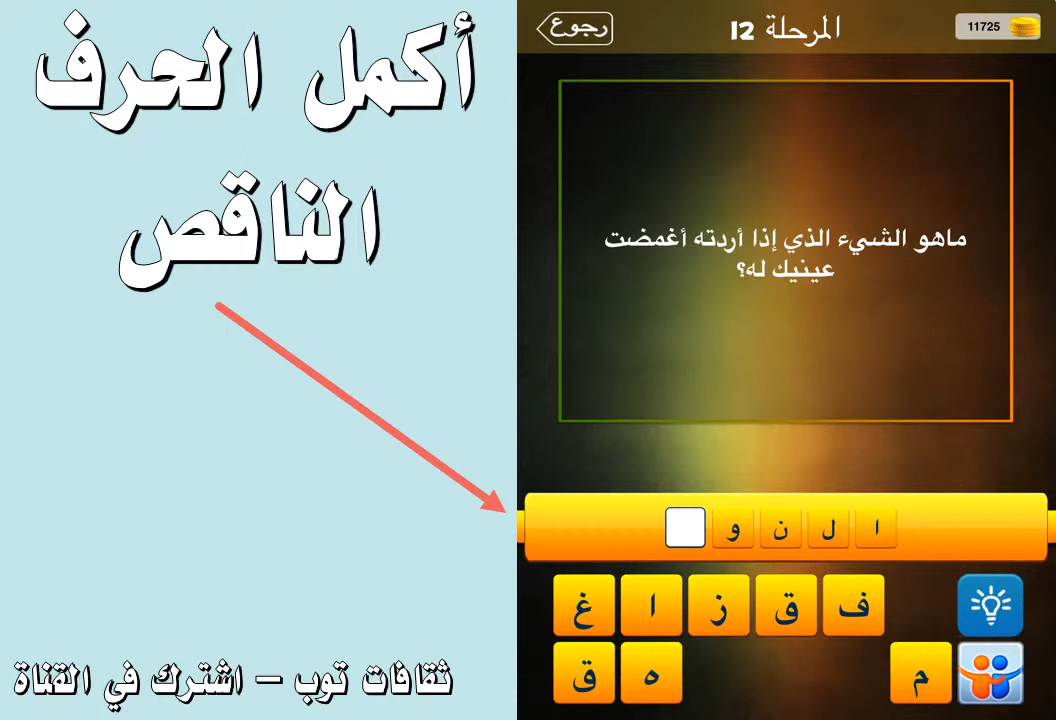 أكمل الحرف
الناقص
ثقافات توب – اشترك في القناة
رجوع
المرحلة 12
11725
ماهو الشيء الذي إذا أردته أغمضت
عينيك له؟
ا ل ن و
ف ق ز ا غ
م ه ق